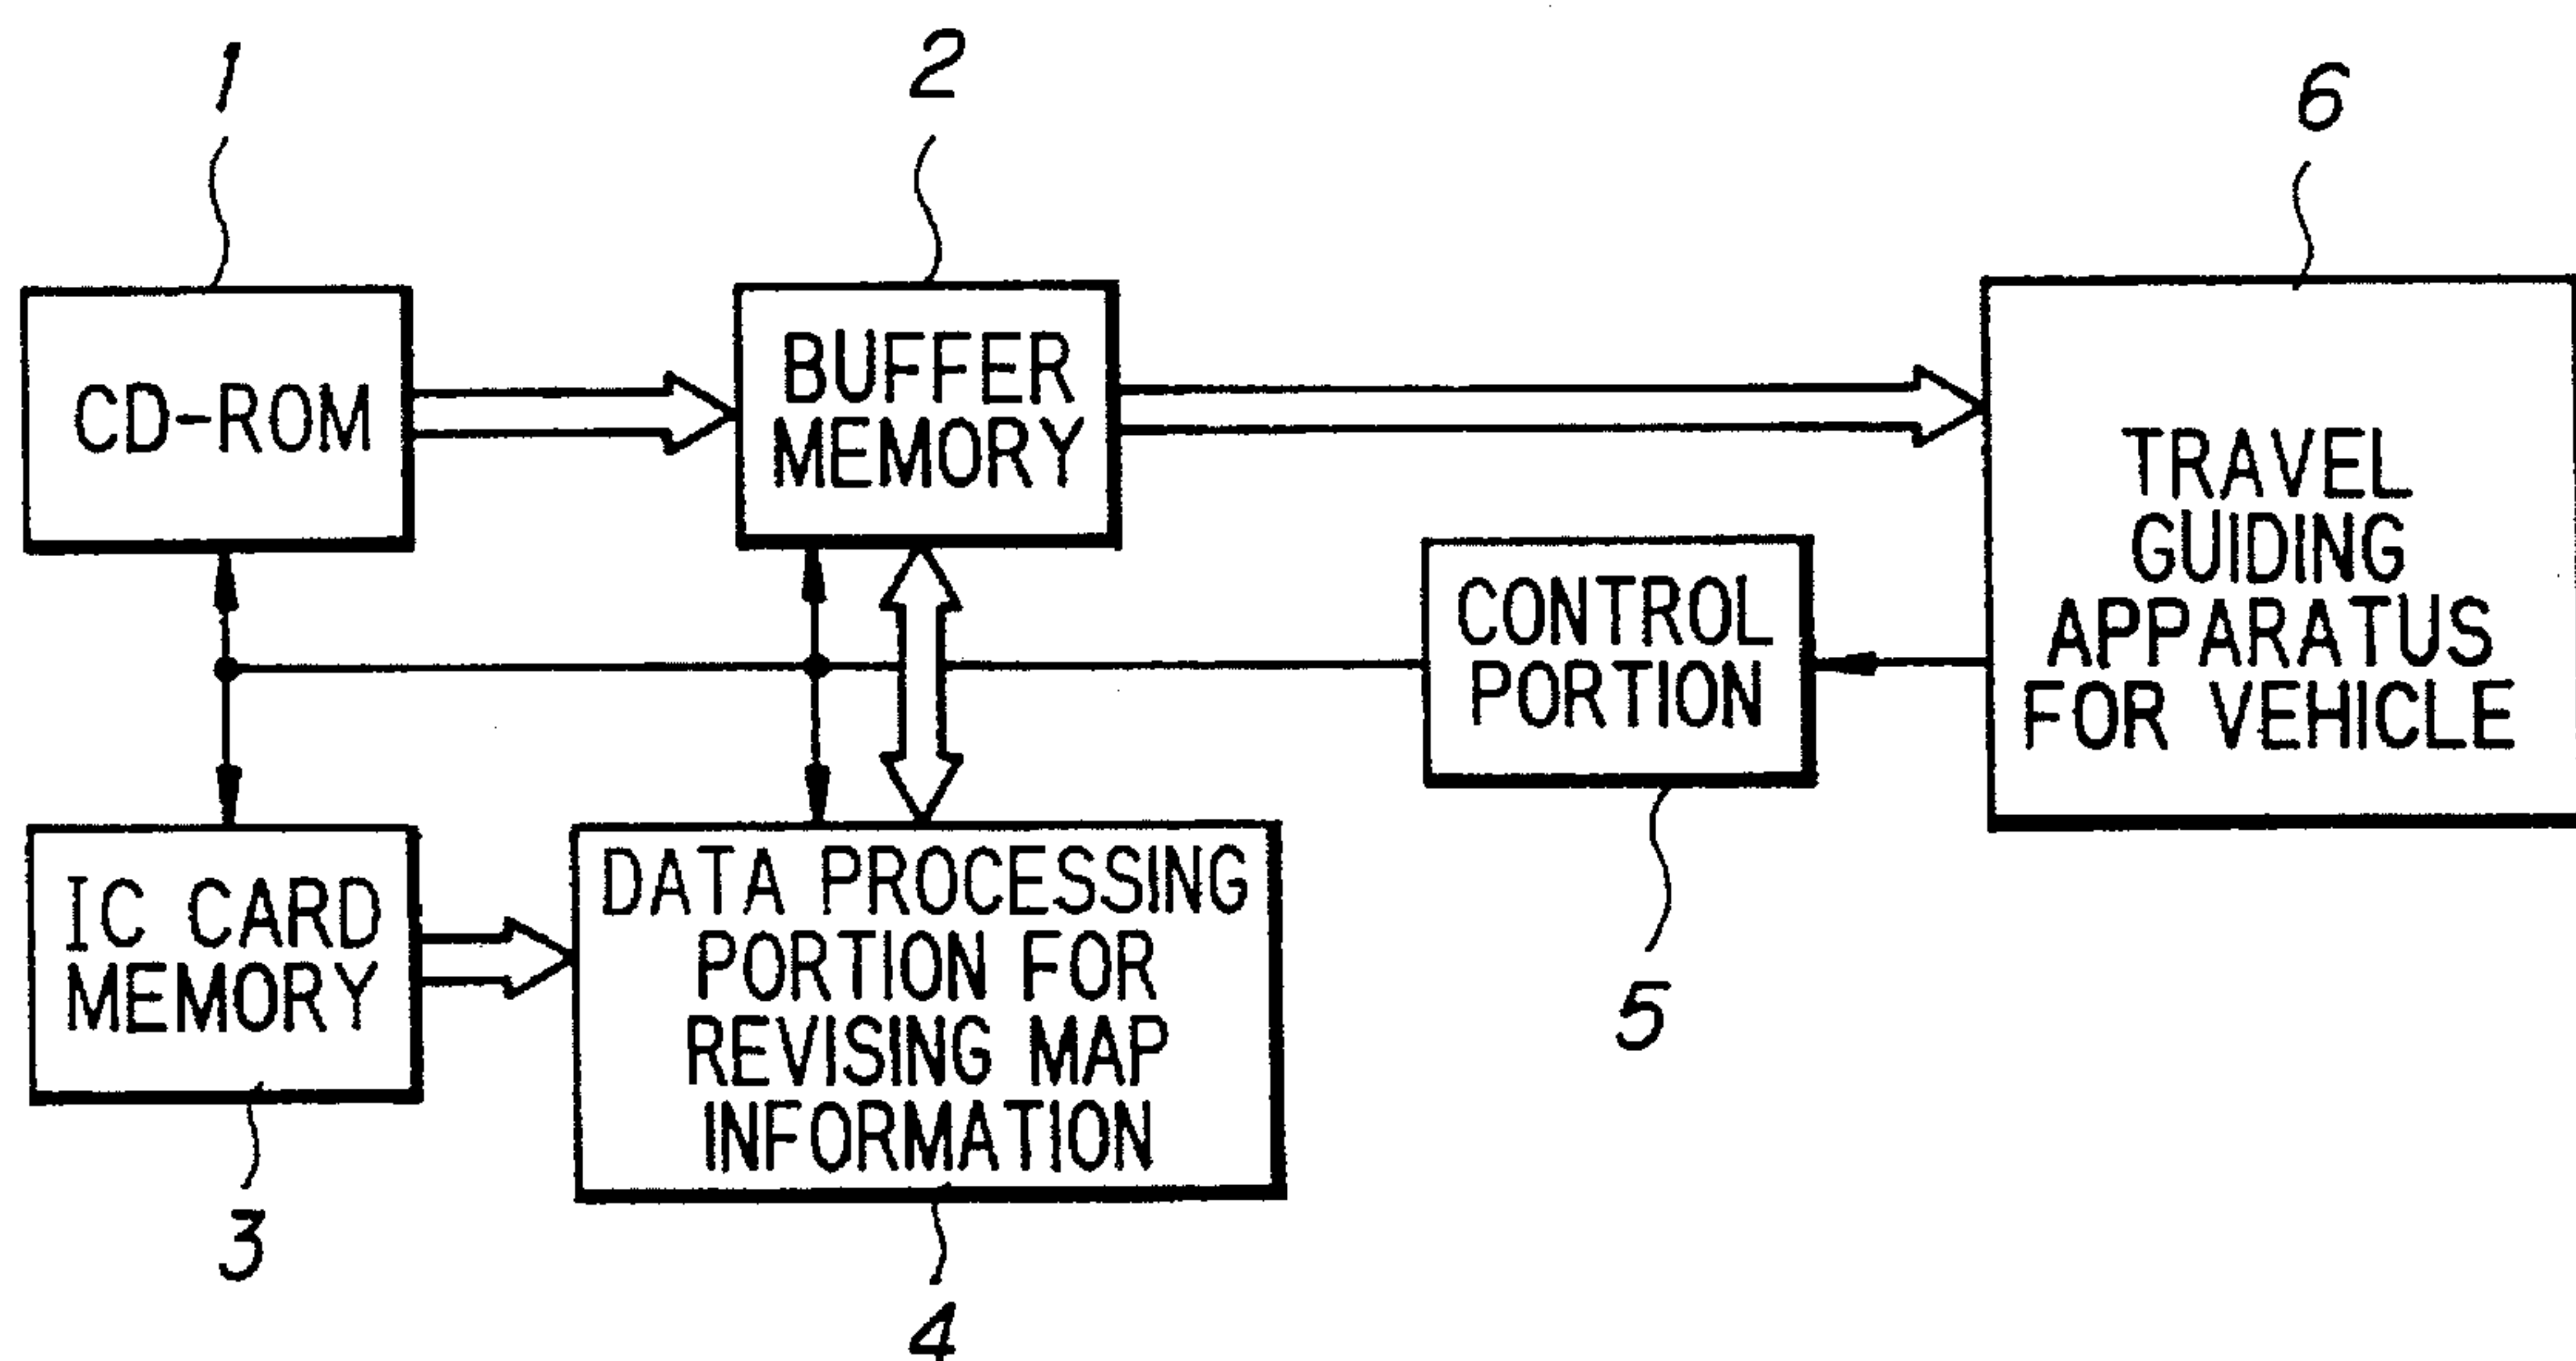 1
2
6
CD-ROM
BUFFER
MEMORY
TRAVEL
GUIDING
APPARATUS
FOR VEHICLE
CONTROL
PORTION
5
IC CARD
MEMORY
3
DATA PROCESSING
PORTION FOR
REVISING MAP
INFORMATION
4